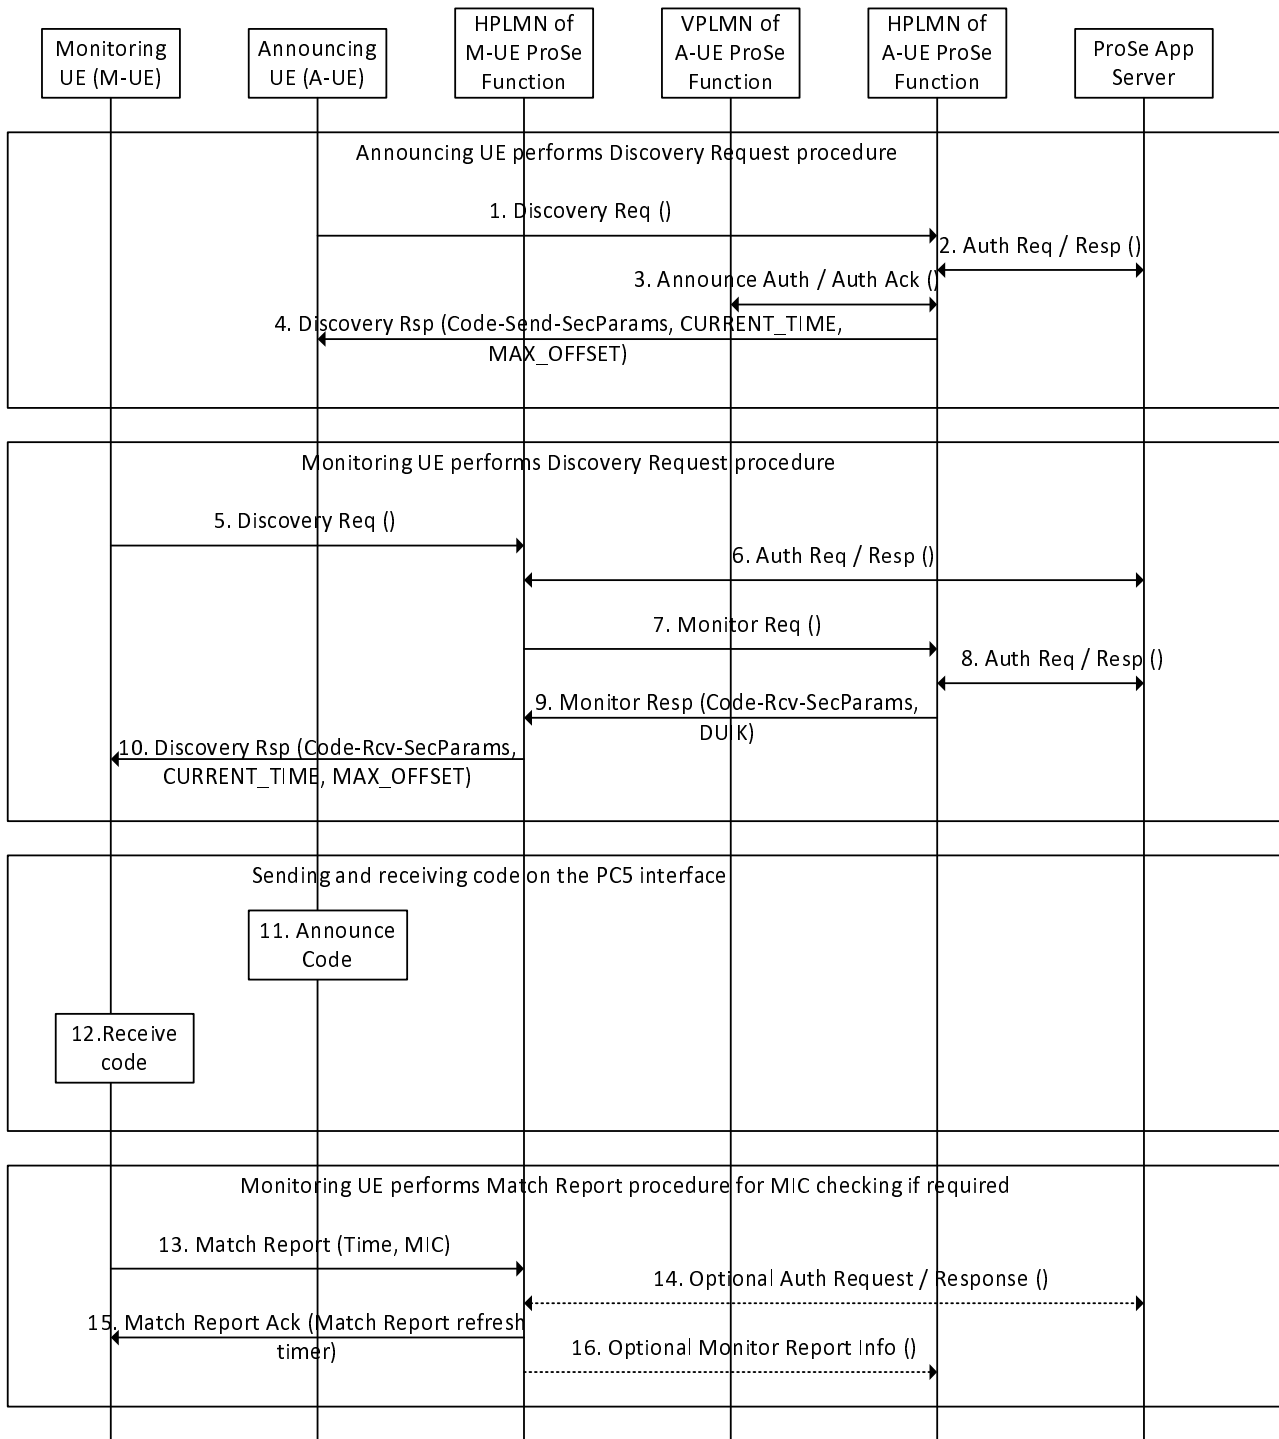 Monitoring
UE (M-UE)
Announcing
UE (A-UE)
HPLMN of
M-UE ProSe
Function
VPLMN of
A-UE ProSe
Function
HPLMN of
A-UE ProSe
Function
ProSe App
Server
Announcing UE performs Discovery Request procedure
1. Discovery Req ()
2. Auth Req / Resp ()
3. Announce Auth / Auth Ack ()
4. Discovery Rsp (Code-Send-SecParams, CURRENT_TIME,
MAX_OFFSET)
Monitoring UE performs Discovery Request procedure
5. Discovery Req ()
6. Auth Req / Resp ()
7. Monitor Req ()
8. Auth Req / Resp ()
9. Monitor Resp (Code-Rcv-SecParams,
DUIK)
10. Discovery Rsp (Code-Rcv-SecParams,
CURRENT_TIME, MAX_OFFSET)
Sending and receiving code on the PC5 interface
11. Announce
Code
12.Receive
code
Monitoring UE performs Match Report procedure for MIC checking if required
13. Match Report (Time, MIC)
14. Optional Auth Request / Response ()
15. Match Report Ack (Match Report refresh
timer)
16. Optional Monitor Report Info ()